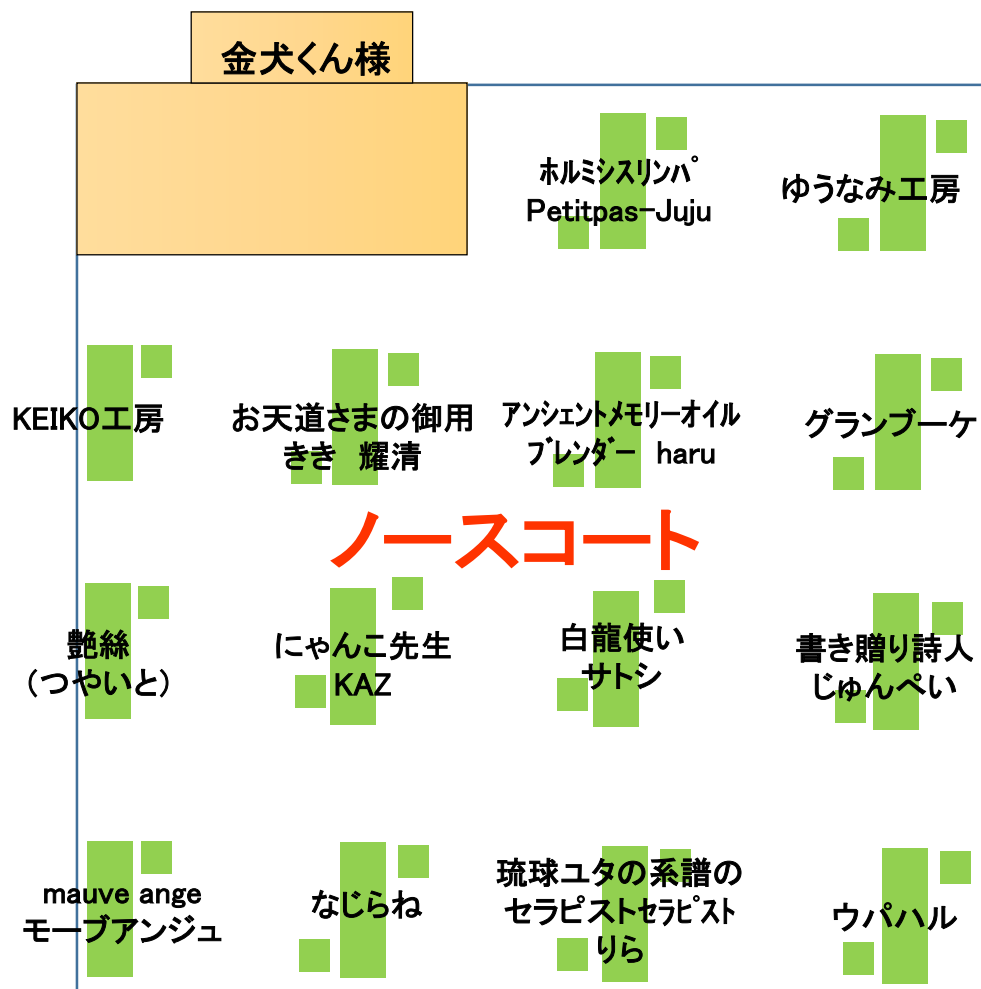 金犬くん様
ホルミシスリンパ
Petitpas-Juju
ゆうなみ工房
KEIKO工房
お天道さまの御用
きき　耀清
アンシェントメモリーオイル
ブレンダー　haru
グランブーケ
ノースコート
艶絲
（つやいと）
にゃんこ先生
KAZ
白龍使い
サトシ
書き贈り詩人
じゅんぺい
mauve ange
モーブアンジュ
なじらね
琉球ユタの系譜の
セラピストセラピスト
りら
ウパハル